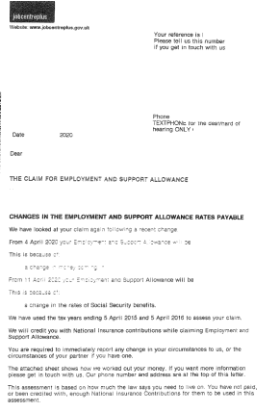 jobcentreplus
Website: www.jobcentreplus.gov.uk
Your reference is :
Please tell us this number
if you get in touch with us
Phone
TEXTPHONE for the deaf/hard of
hearing ONLY :
Date 2020
Dear
THE CLAIM FOR EMPLOYMENT AND SUPPORT ALLOWANCE
CHANGES IN THE EMPLOYMENT AND SUPPORT ALLOWANCE RATES PAYABLE
We have looked at your claim again following a recent change.
From 4 April 2020 your Employment and Support Allowance will be
This is because of
a change in money coming in
From 11 April 2020 your Employment and Support Allowance will be
This is because of:
a change in the rates of Social Security benefits.
We have used the tax years ending 5 April 2015 and 5 April 2016 to assess your claim.
We will credit you with National Insurance contributions while claiming Employment and
Support Allowance.
You are required to immediately report any change in your circumstances to us, or the
circumstances of your partner if you have one.
The attached sheet shows how we worked out your money. If you want more information
please get in touch with us. Our phone number and address are at the top of this letter.
This assessment is based on how much the law says you need to live on. You have not paid,
or been credited with, enough National Insurance Contributions for them to be used in this
assessment.